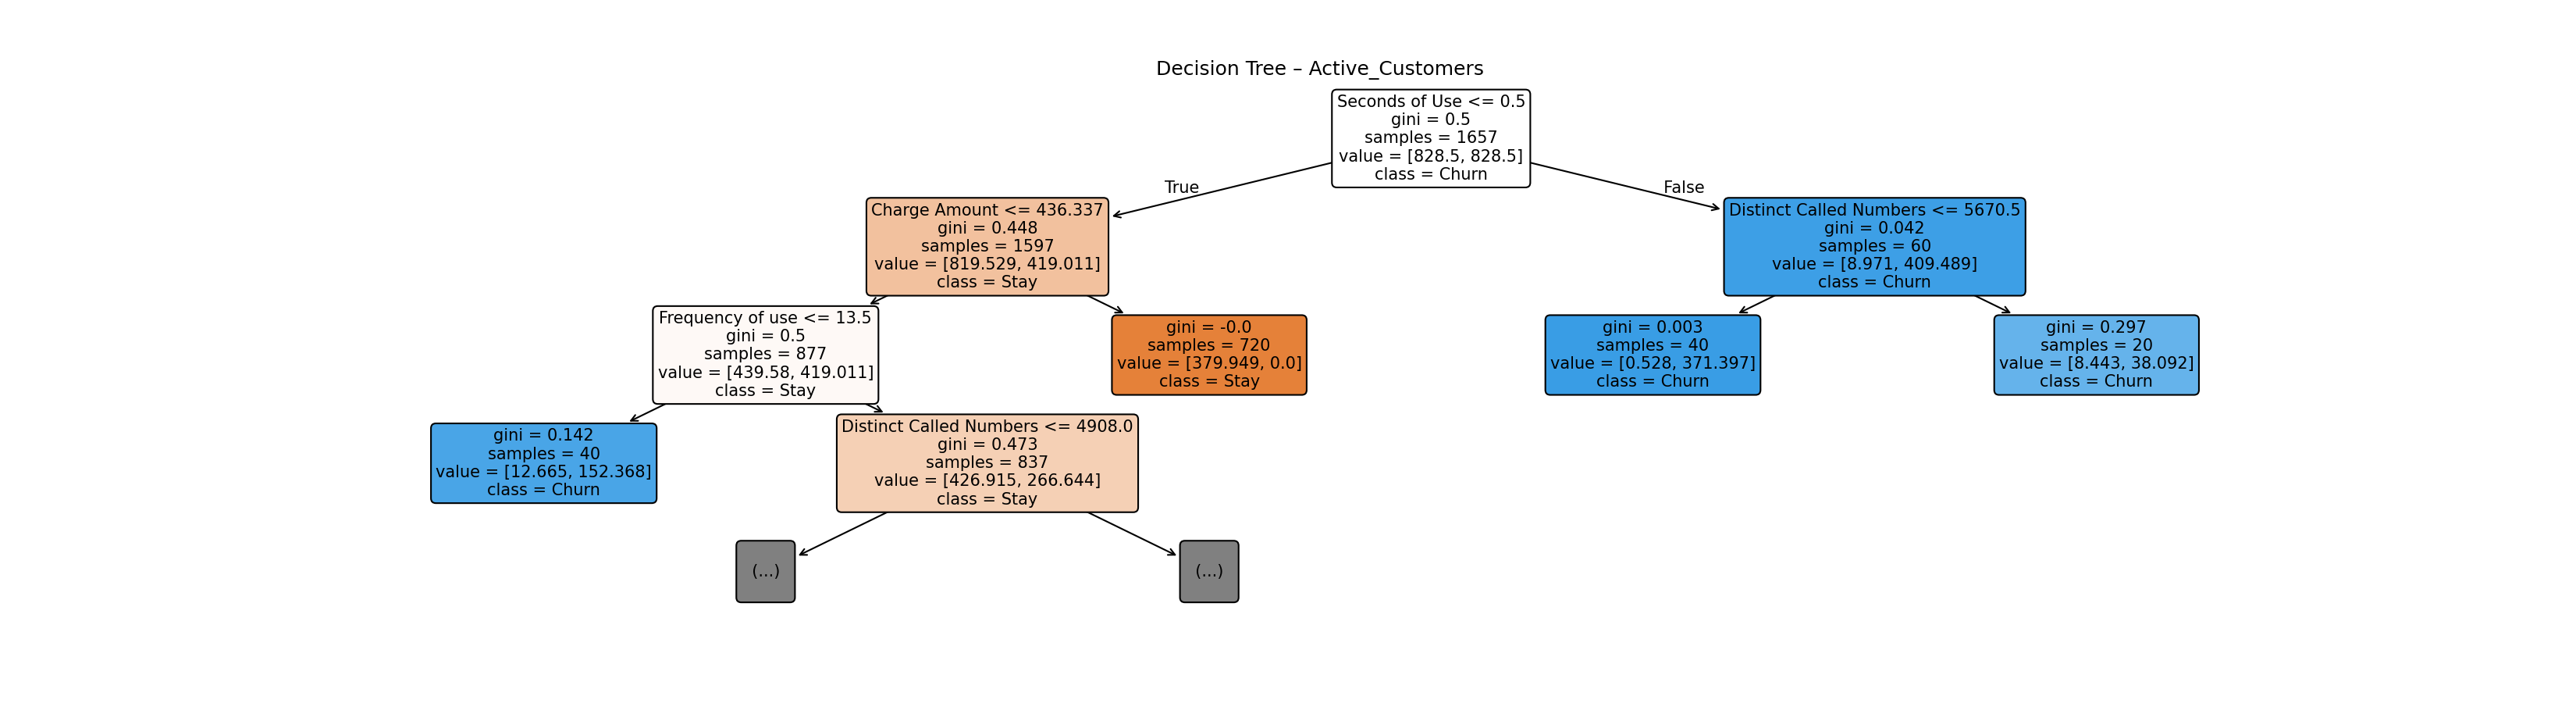 Decision Tree – Active_Customers
Seconds of Use <= 0.5
gini = 0.5
samples = 1657
value = [828.5, 828.5]
class = Churn
True
False
Charge Amount <= 436.337
gini = 0.448
samples = 1597
value = [819.529, 419.011]
class = Stay
Distinct Called Numbers <= 5670.5
gini = 0.042
samples = 60
value = [8.971, 409.489]
class = Churn
Frequency of use <= 13.5
gini = 0.5
samples = 877
value = [439.58, 419.011]
class = Stay
gini = -0.0
samples = 720
value = [379.949, 0.0]
class = Stay
gini = 0.003
samples = 40
value = [0.528, 371.397]
class = Churn
gini = 0.297
samples = 20
value = [8.443, 38.092]
class = Churn
gini = 0.142
samples = 40
value = [12.665, 152.368]
class = Churn
Distinct Called Numbers <= 4908.0
gini = 0.473
samples = 837
value = [426.915, 266.644]
class = Stay
(...)
(...)